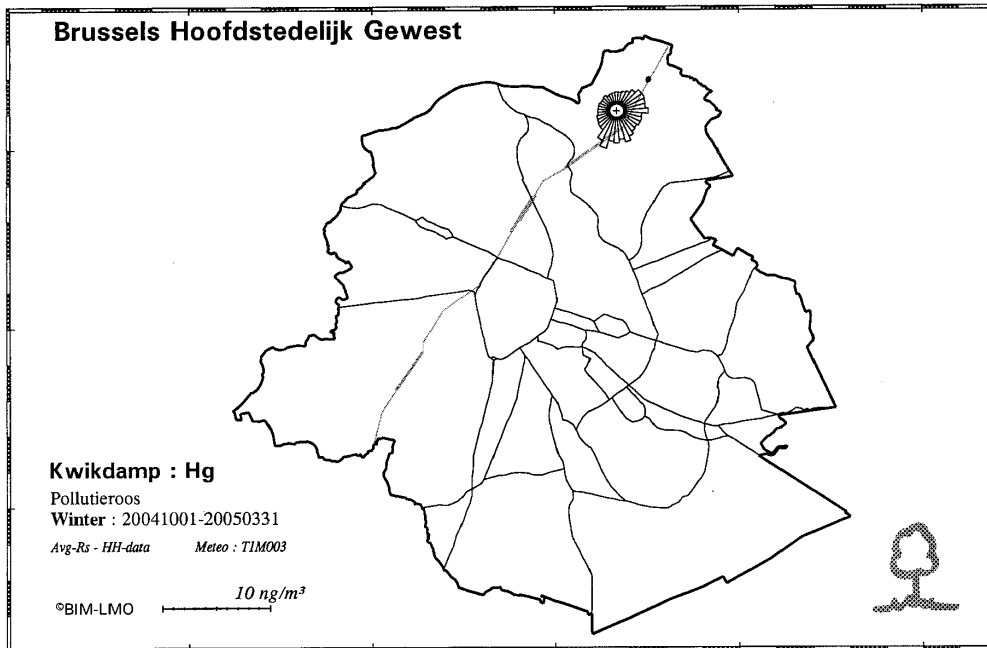 Brussels Hoofdstedelijk Gewest
Kwikdamp : Hg
Pollutieroos
Winter : 20041001-20050331
Avg-Rs - HH-data Meteo : T1M003
10 ng/m³
©BIM-LMO